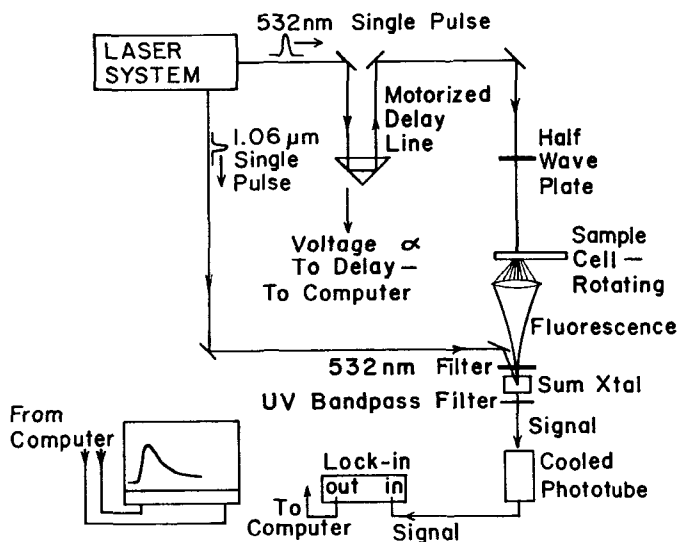 532nm Single Pulse
LASER
SYSTEM
1.06 μm
Single
Pulse
Motorized
Delay
Line
Half
Wave
Plate
Voltage α
To Delay –
To Computer
Sample
Cell –
Rotating
Fluorescence
532nm Filter
Sum Xtal
UV Bandpass Filter
Signal
From
Computer
Lock-in
out in
To
Computer
Signal
Cooled
Phototube